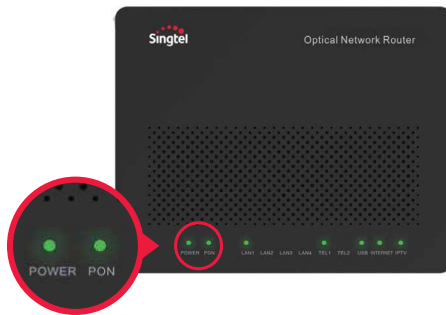 Singtel
Optical Network Router
POWER PON LAN1 LAN2 LAN3 LAN4 TEL1 TEL2 USB INTERNET IPTV
POWER PON